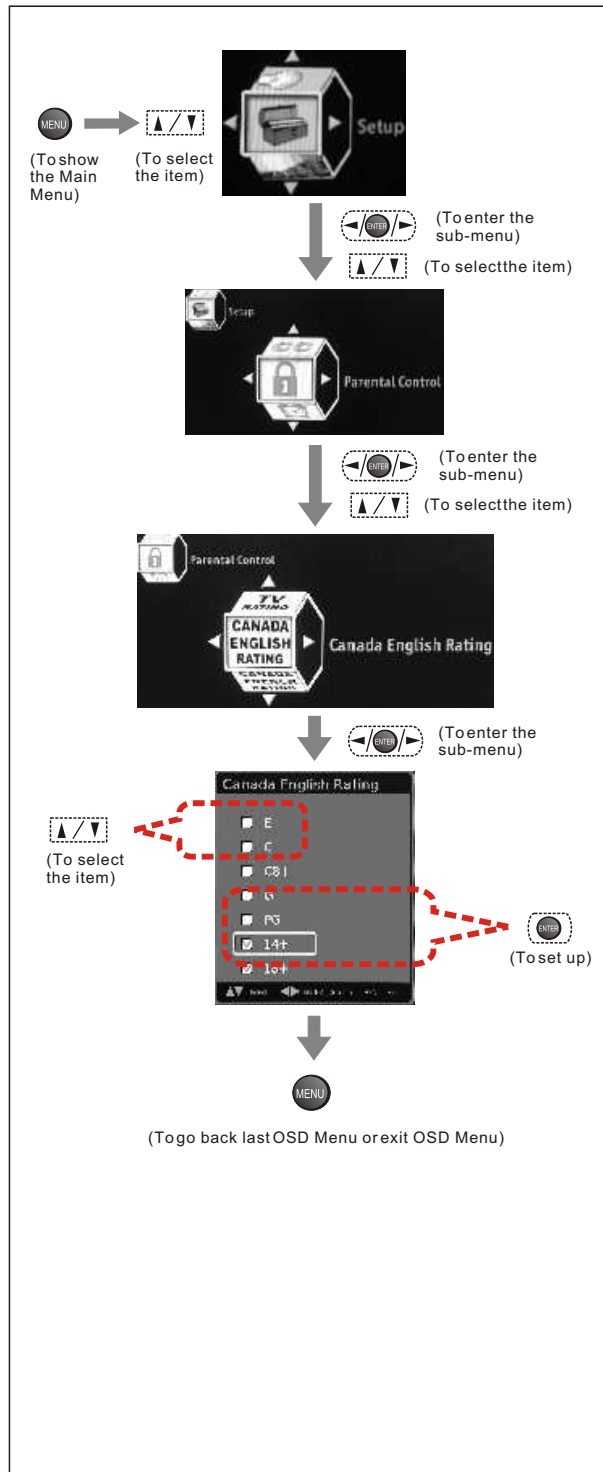 MENU
(To show
the Main
Menu)
(To select
the item)
Setup
ENTER
(To enter the
sub-menu)
(To select the item)
Setup
Parental Control
ENTER
(To enter the
sub-menu)
(To select the item)
Parental Control
TV
RATING
CANADA
ENGLISH
RATING
Canada English Rating
ENTER
(To enter the
sub-menu)
Canada English Rating
E
C
C8+
G
PG
14+
18+
(To select
the item)
ENTER
(To set up)
MENU
(To go back last OSD Menu or exit OSD Menu)